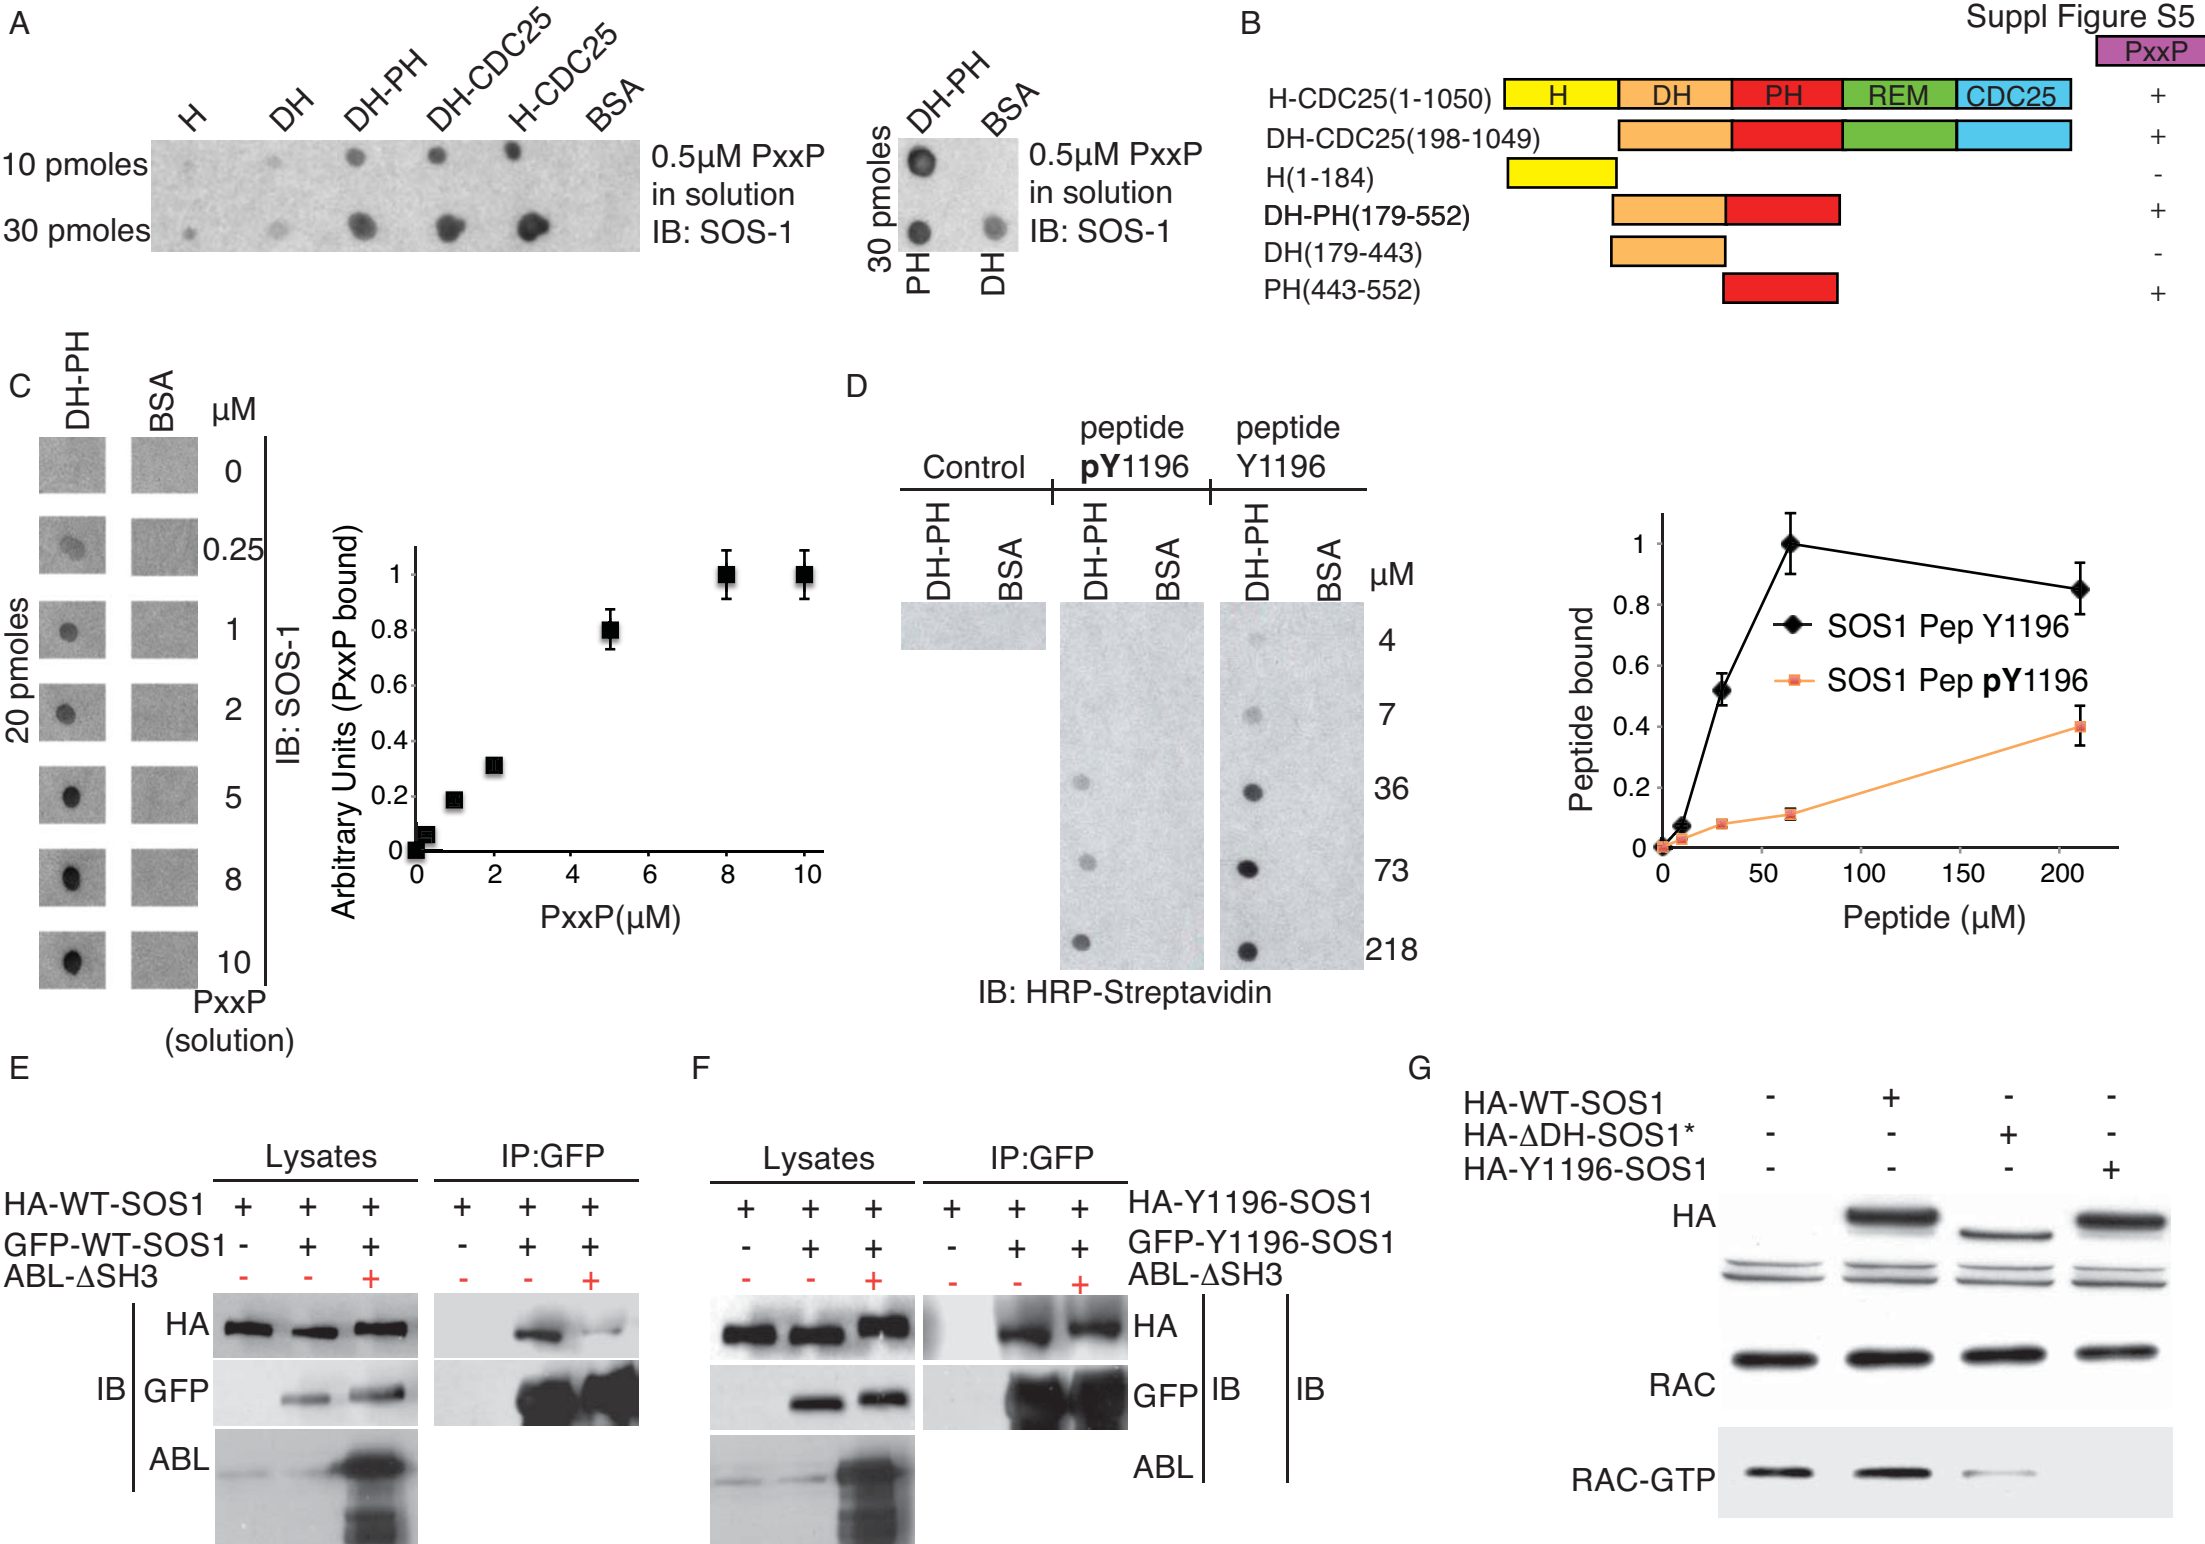 Suppl Figure S5
A
H
DH
DH-PH
DH-CDC25
H-CDC25
BSA
10 pmoles
30 pmoles
0.5µM PxxP
in solution
IB: SOS-1
DH-PH
BSA
30 pmoles
PH
DH
0.5µM PxxP
in solution
IB: SOS-1
B
PxxP
H-CDC25(1-1050) H DH PH REM CDC25 +
DH-CDC25(198-1049) +
H(1-184) -
DH-PH(179-552) +
DH(179-443) -
PH(443-552) +
C
DH-PH
BSA
µM
0
0.25
1
2
5
8
10
20 pmoles
PxxP
(solution)
IB: SOS-1
Arbitrary Units (PxxP bound)
1
0.8
0.6
0.4
0.2
0
0 2 4 6 8 10
PxxP(µM)
D
Control
peptide
pY1196
peptide
Y1196
DH-PH
BSA
DH-PH
BSA
DH-PH
BSA
µM
4
7
36
73
218
IB: HRP-Streptavidin
Peptide bound
1
0.8
0.6
0.4
0.2
0
SOS1 Pep Y1196
SOS1 Pep pY1196
0 50 100 150 200
Peptide (µM)
E
Lysates IP:GFP
HA-WT-SOS1 + + + + + +
GFP-WT-SOS1 - + + - + +
ABL-ΔSH3 - - + - - +
HA
IB GFP
ABL
F
Lysates IP:GFP
+ + + + + + HA-Y1196-SOS1
- + + - + + GFP-Y1196-SOS1
- - + - - + ABL-ΔSH3
HA
GFP IB IB
ABL
G
HA-WT-SOS1 - + - -
HA-ΔDH-SOS1* - - + -
HA-Y1196-SOS1 - - - +
HA
RAC
RAC-GTP